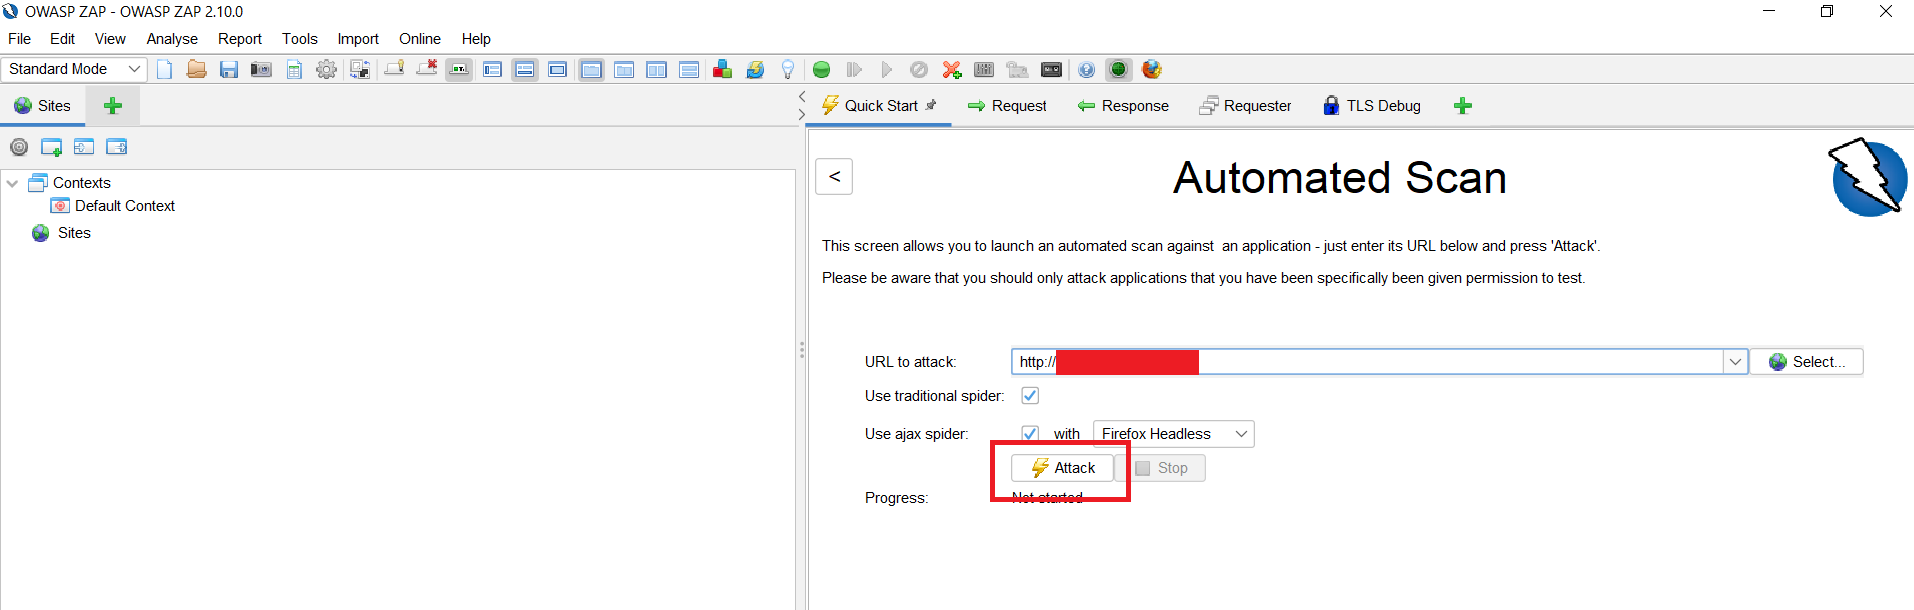 OWASP ZAP - OWASP ZAP 2.10.0
File Edit View Analyse Report Tools Import Online Help
Standard Mode
Sites
Quick Start Request Response Requester TLS Debug
Contexts
Default Context
Sites
<
Automated Scan
This screen allows you to launch an automated scan against  an application - just enter its URL below and press 'Attack'.
Please be aware that you should only attack applications that you have been specifically been given permission to test.
URL to attack: http:// Select...
Use traditional spider:
Use ajax spider: with Firefox Headless
Attack Stop
Progress: Not started